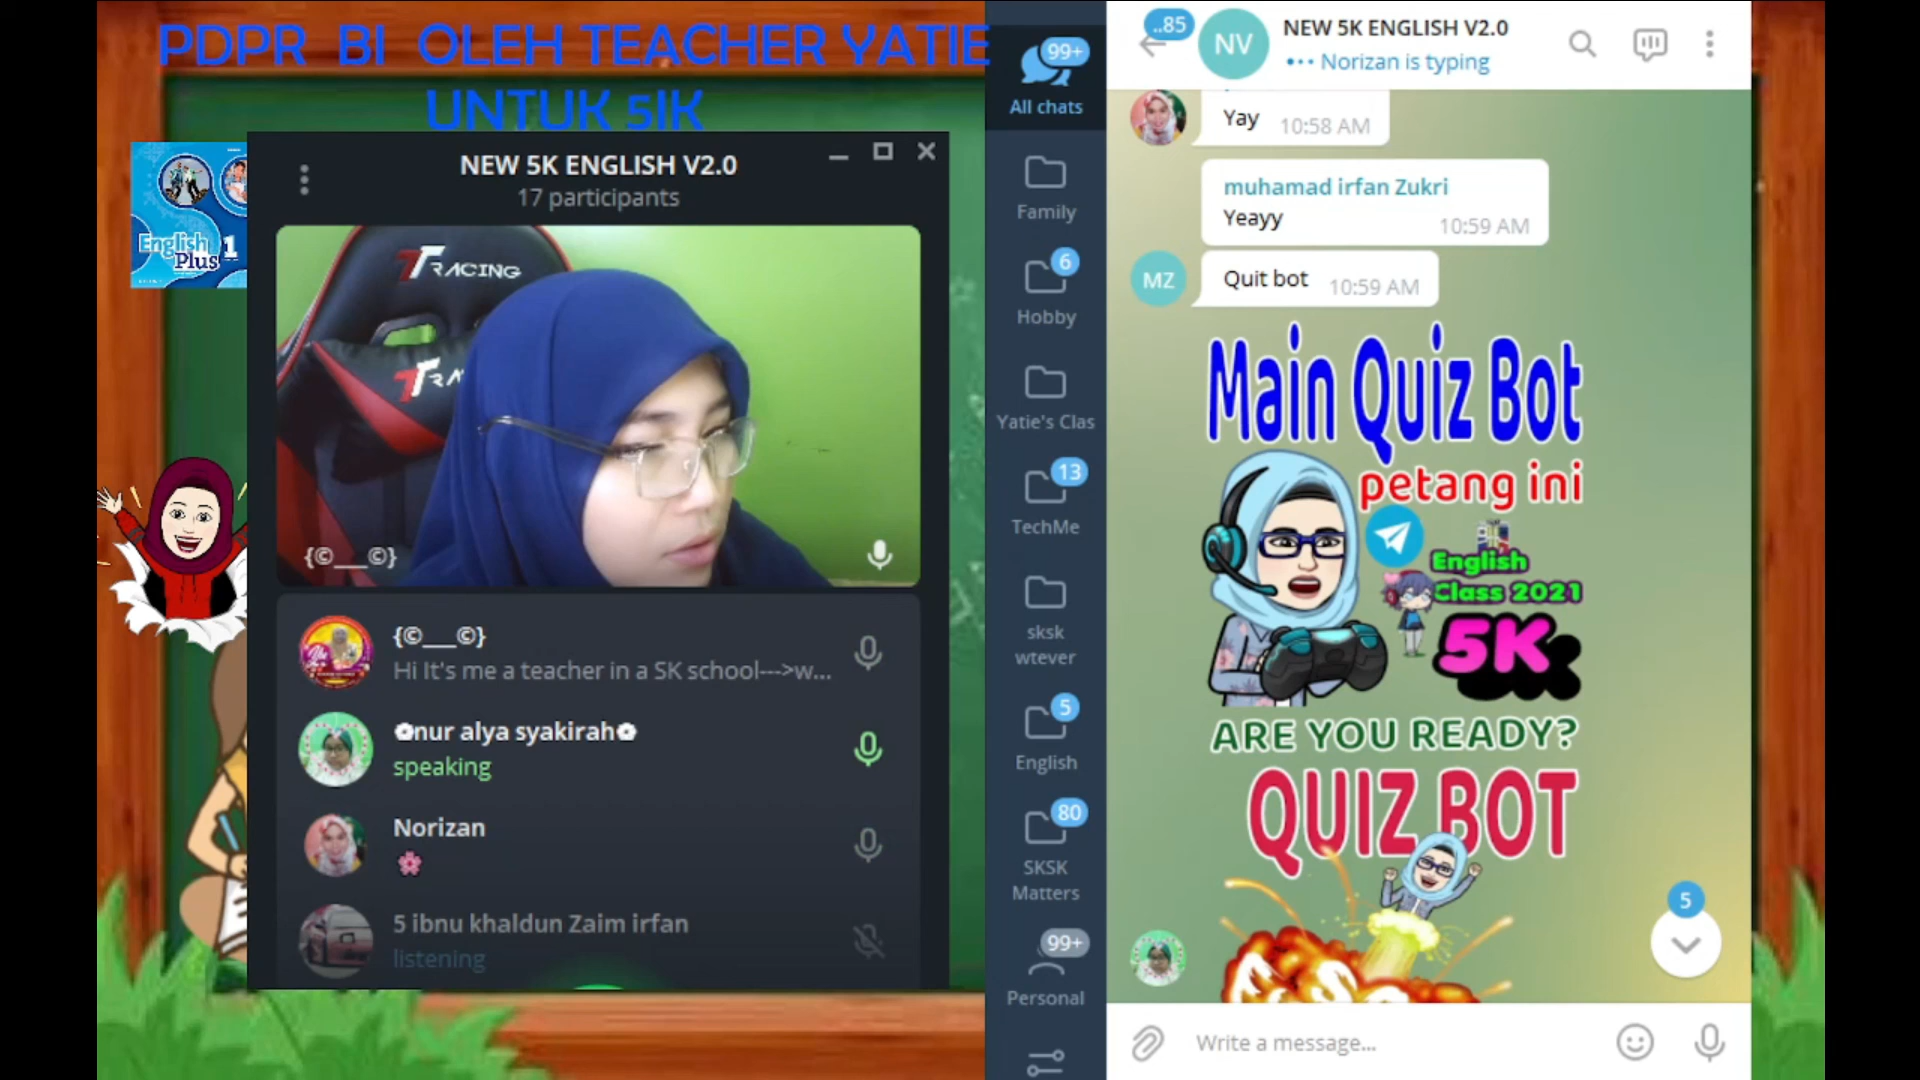 PDPR BI OLEH TEACHER YATIE
UNTUK 5IK
English
Plus 1
NEW 5K ENGLISH V2.0
17 participants
TTRACING
{©___©}
{©___©}
Hi It's me a teacher in a SK school--->w...
✿nur alya syakirah✿
speaking
Norizan
🌸
5 ibnu khaldun Zaim irfan
listening
99+
All chats
Family
6
Hobby
Yatie's Clas
13
TechMe
sksk
wtever
5
English
80
SKSK
Matters
99+
Personal
..85
NV
NEW 5K ENGLISH V2.0
Norizan is typing
Yay 10:58 AM
muhamad irfan Zukri
Yeayy 10:59 AM
MZ
Quit bot 10:59 AM
Main Quiz Bot
petang ini
English
Class 2021
5K
ARE YOU READY?
QUIZ BOT
5
Write a message...